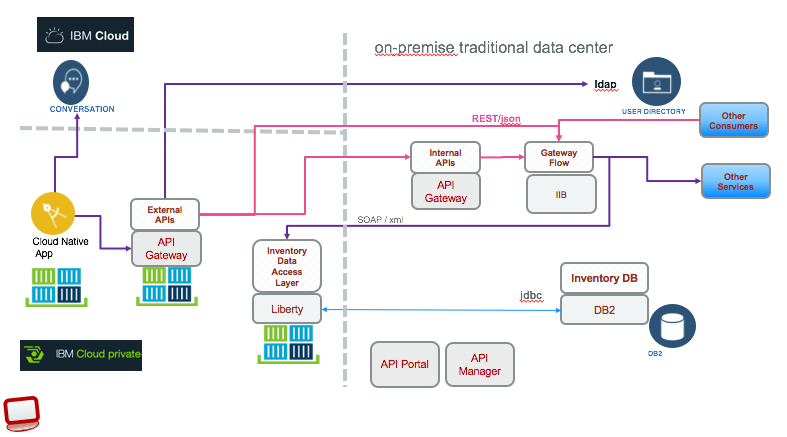 IBM Cloud
on-premise traditional data center
CONVERSATION
ldap
USER DIRECTORY
REST/json
Other
Consumers
Internal
APIs
API
Gateway
Gateway
Flow
IIB
Other
Services
Cloud Native
App
External
APIs
API
Gateway
SOAP / xml
Inventory
Data
Access
Layer
Liberty
jdbc
Inventory DB
DB2
DB2
IBM Cloud private
API Portal
API
Manager